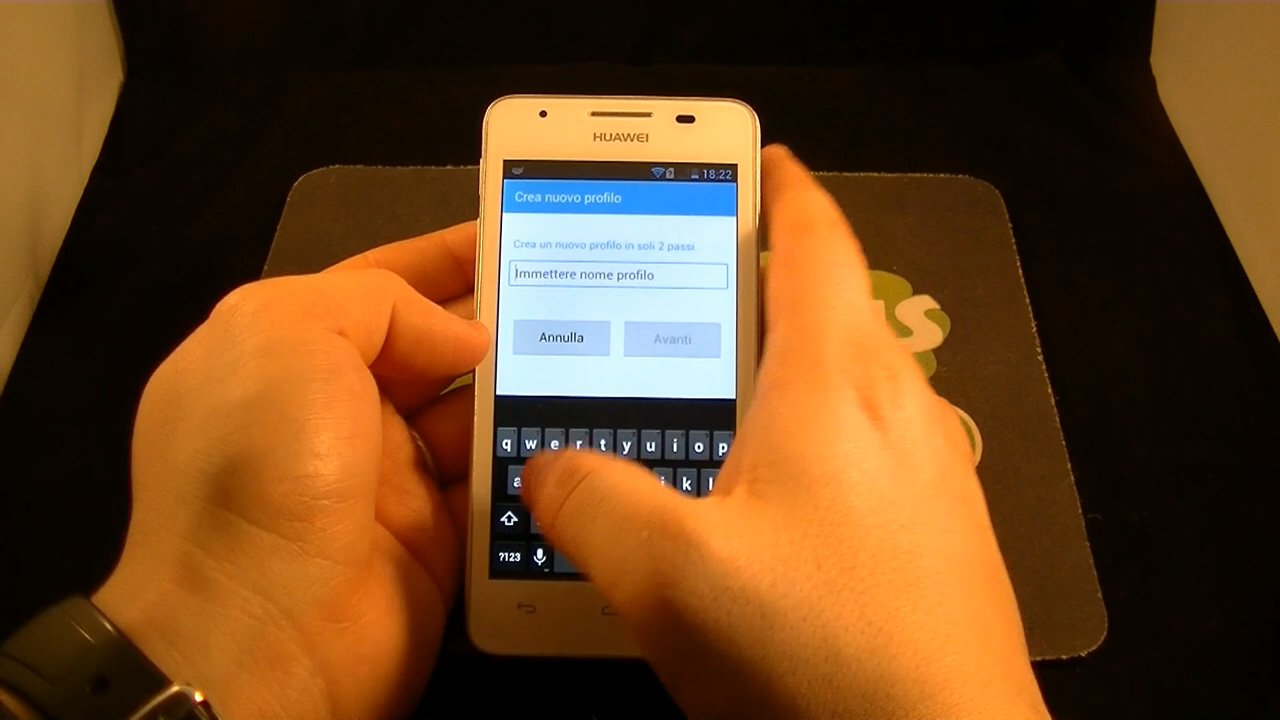 HUAWEI
18:22
Crea nuovo profilo
Crea un nuovo profilo in soli 2 passi
Immettere nome profilo
Annulla Avanti
q w e r t y u i o p
a j k l
?123